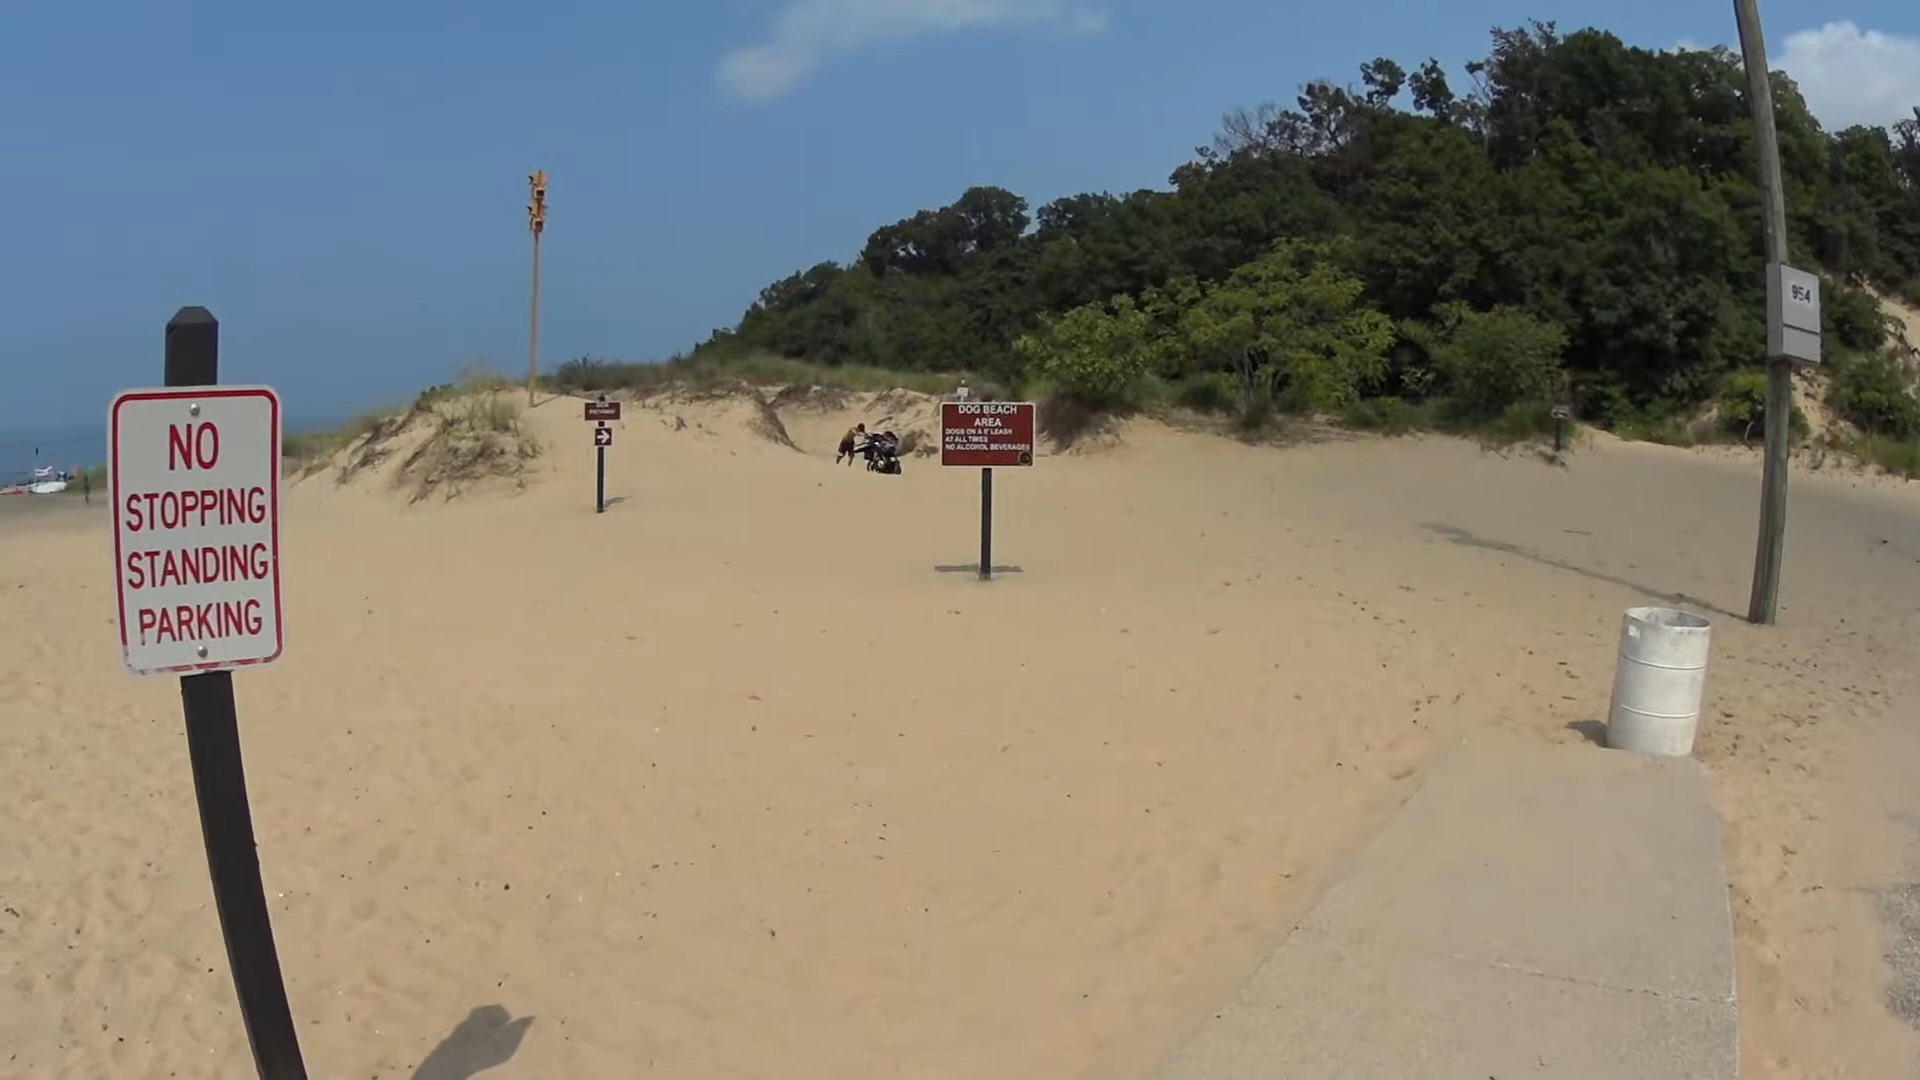 NO
STOPPING
STANDING
PARKING
DOG BEACH
AREA
DOGS ON A 6' LEASH
AT ALL TIMES
NO ALCOHOL BEVERAGES
954